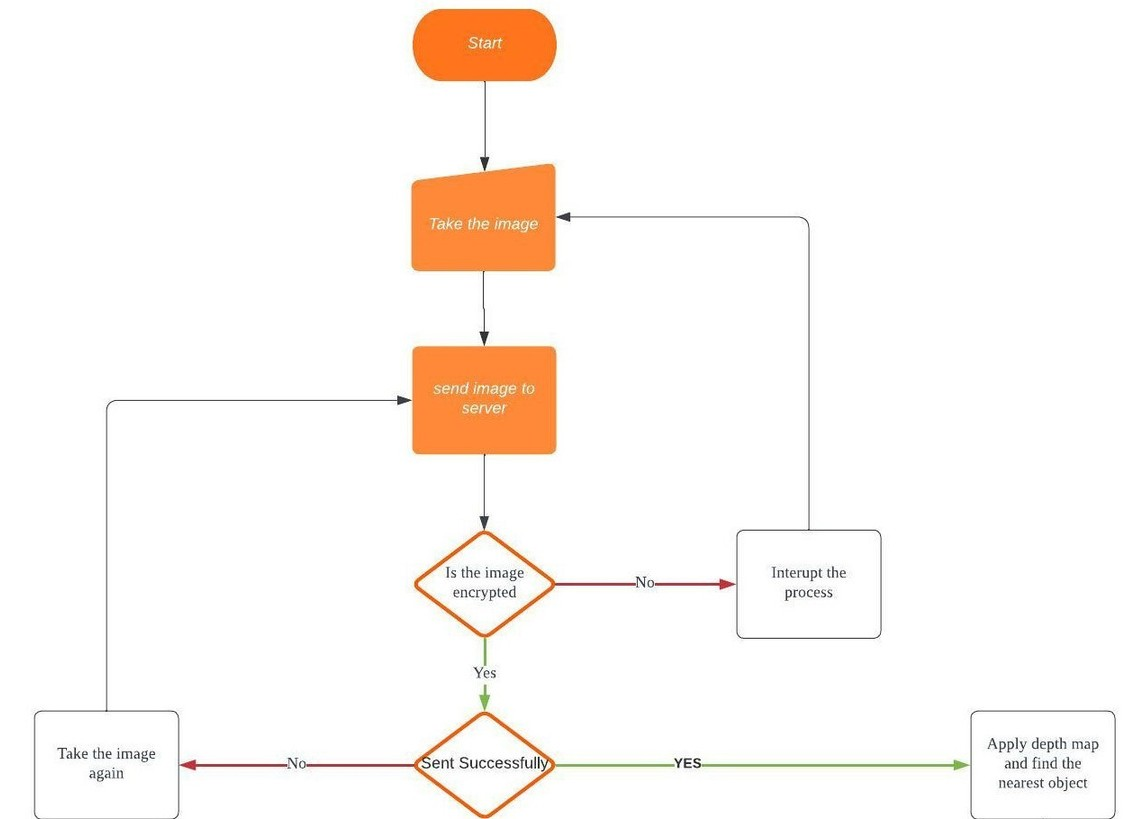 Start
Take the image
send image to
server
Is the image
encrypted
No
Interupt the
process
Yes
Take the image
again
No
Sent Successfully
YES
Apply depth map
and find the
nearest object